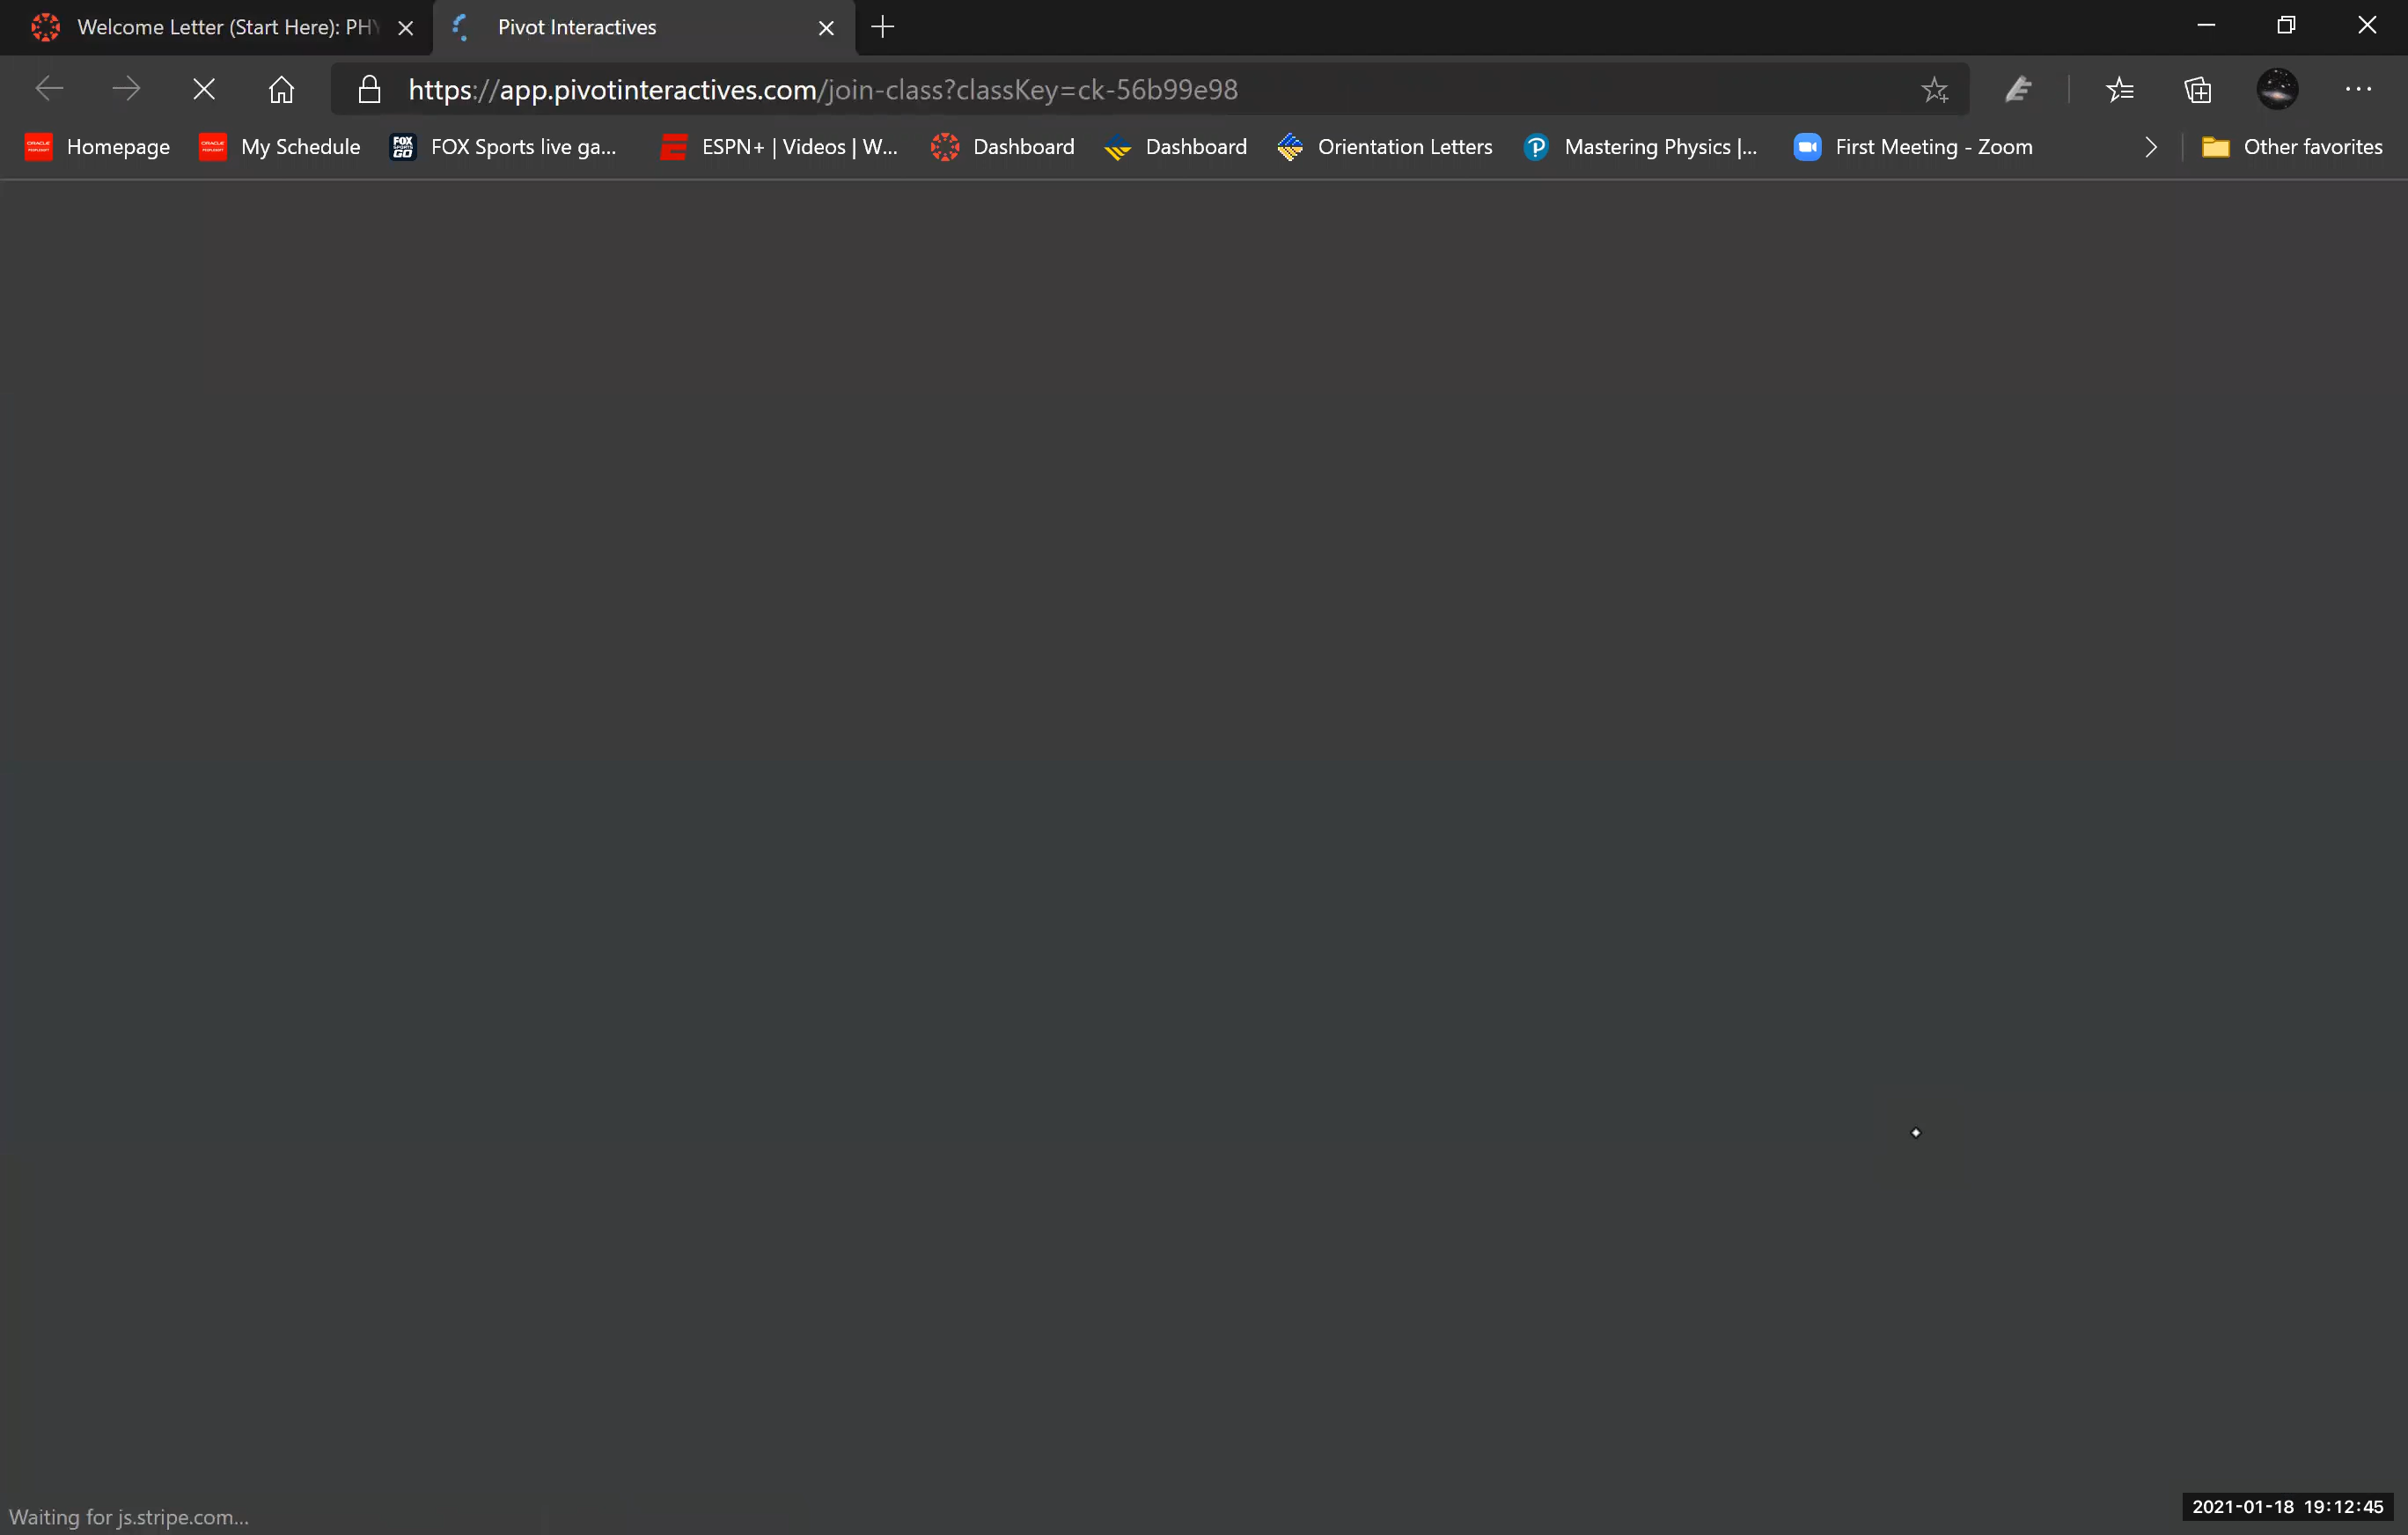 Welcome Letter (Start Here): PHY
Pivot Interactives
https://app.pivotinteractives.com/join-class?classKey=ck-56b99e98
Homepage
My Schedule
FOX Sports live ga...
ESPN+ | Videos | W...
Dashboard
Dashboard
Orientation Letters
Mastering Physics |...
First Meeting - Zoom
Other favorites
Waiting for js.stripe.com...
2021-01-18 19:12:45